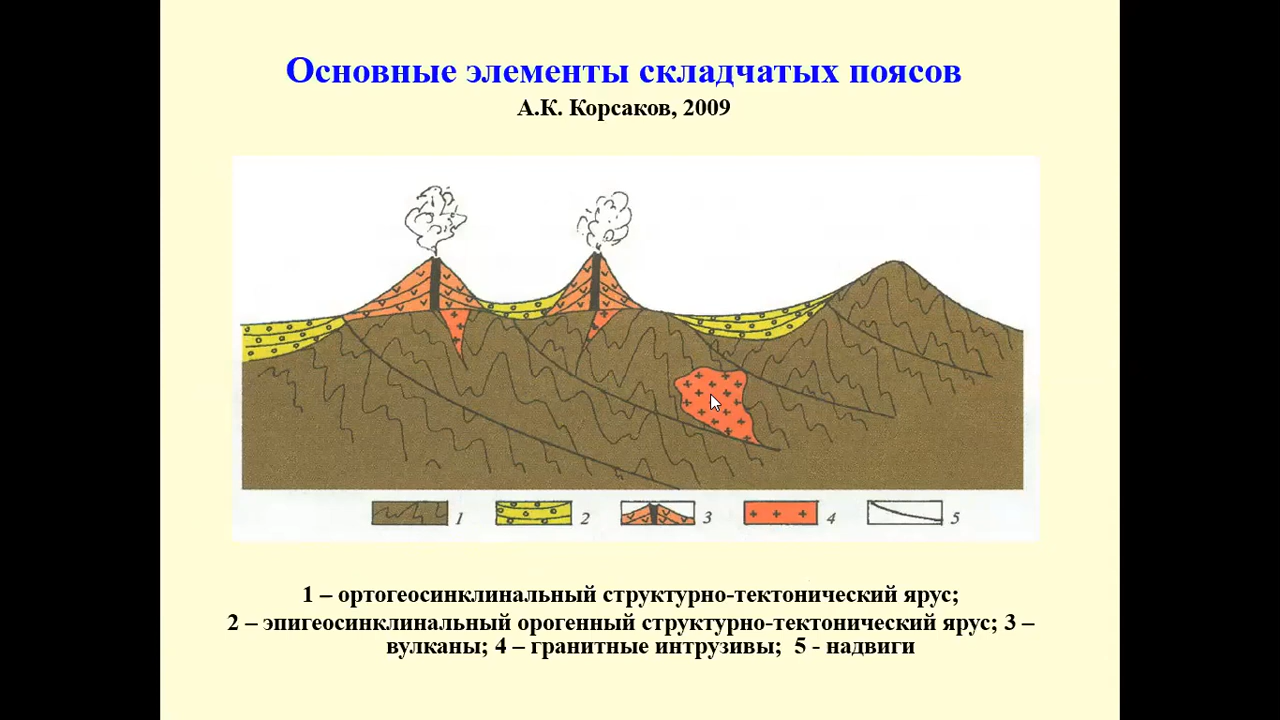 Основные элементы складчатых поясов
А.К. Корсаков, 2009
1 2 3 4 5
1 – ортогеосинклинальный структурно-тектонический ярус;
2 – эпигеосинклинальный орогенный структурно-тектонический ярус; 3 –
вулканы; 4 – гранитные интрузивы; 5 - надвиги